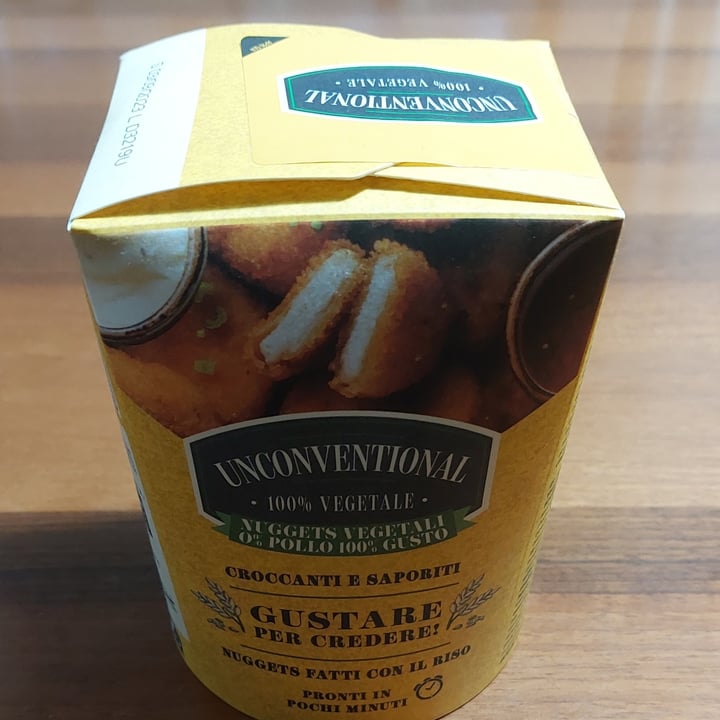 UNCONVENTIONAL
• 100% VEGETALE •
UNCONVENTIONAL
• 100% VEGETALE •
NUGGETS VEGETALI
0% POLLO 100% GUSTO
CROCCANTI E SAPORITI
GUSTARE
PER CREDERE!
NUGGETS FATTI CON IL RISO
PRONTI IN
POCHI MINUTI